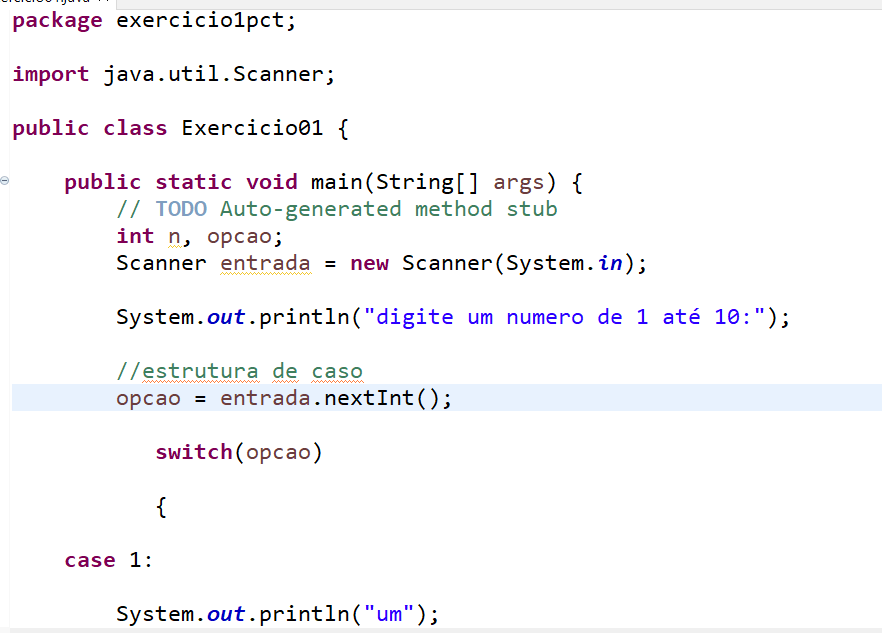 package exercicio1pct;
import java.util.Scanner;
public class Exercicio01 {
public static void main(String[] args) {
// TODO Auto-generated method stub
int n, opcao;
Scanner entrada = new Scanner(System.in);
System.out.println("digite um numero de 1 até 10:");
//estrutura de caso
opcao = entrada.nextInt();
switch(opcao)
{
case 1:
System.out.println("um");